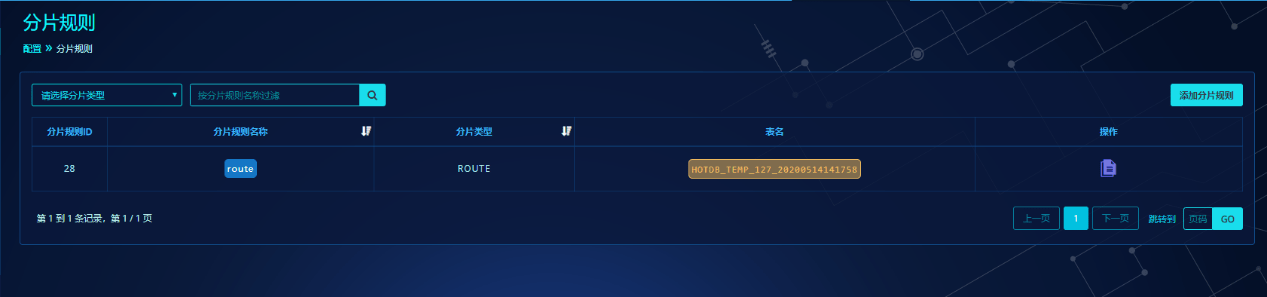 分片规则
配置 » 分片规则
请选择分片类型 按分片规则名称过滤 添加分片规则
分片规则ID 分片规则名称 分片类型 表名 操作
28 route ROUTE HOTDB_TEMP_127_20200514141758
第 1 到 1 条记录，第 1 / 1 页 上一页 1 下一页 跳转到 页码 GO